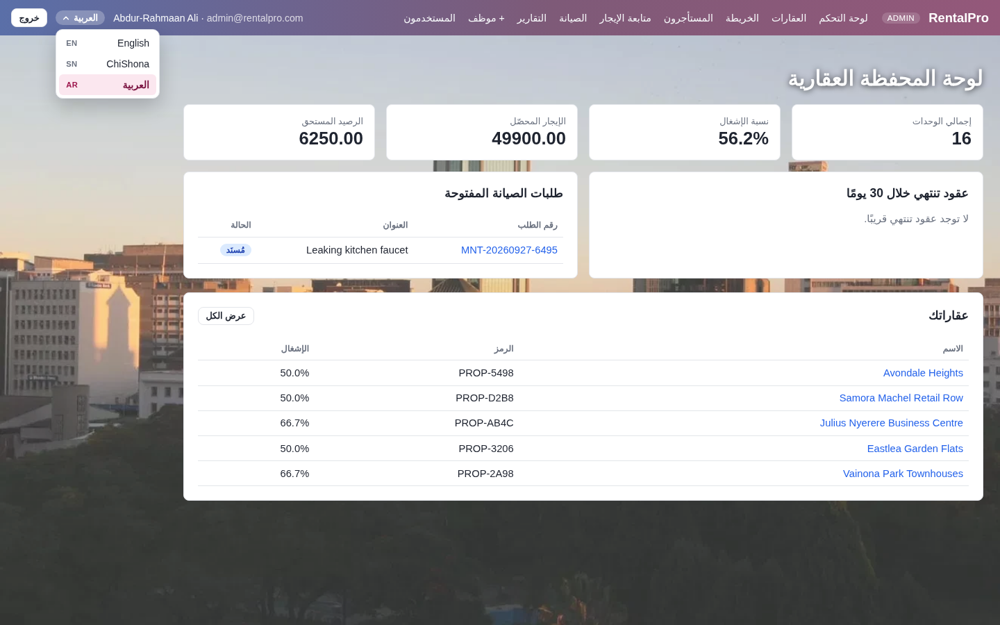 RentalPro ADMIN لوحة التحكم العقارات الخريطة المستأجرون متابعة الإيجار الصيانة التقارير + موظف المستخدمون Abdur-Rahmaan Ali · admin@rentalpro.com العربية خروج
English EN
ChiShona SN
العربية AR
لوحة المحفظة العقارية
إجمالي الوحدات
16
نسبة الإشغال
56.2%
الإيجار المحصّل
49900.00
الرصيد المستحق
6250.00
عقود تنتهي خلال 30 يومًا
لا توجد عقود تنتهي قريبًا.
طلبات الصيانة المفتوحة
رقم الطلب العنوان الحالة
MNT-20260927-6495 Leaking kitchen faucet مُسنَد
عقاراتك
عرض الكل
الاسم الرمز الإشغال
Avondale Heights PROP-5498 50.0%
Samora Machel Retail Row PROP-D2B8 50.0%
Julius Nyerere Business Centre PROP-AB4C 66.7%
Eastlea Garden Flats PROP-3206 50.0%
Vainona Park Townhouses PROP-2A98 66.7%